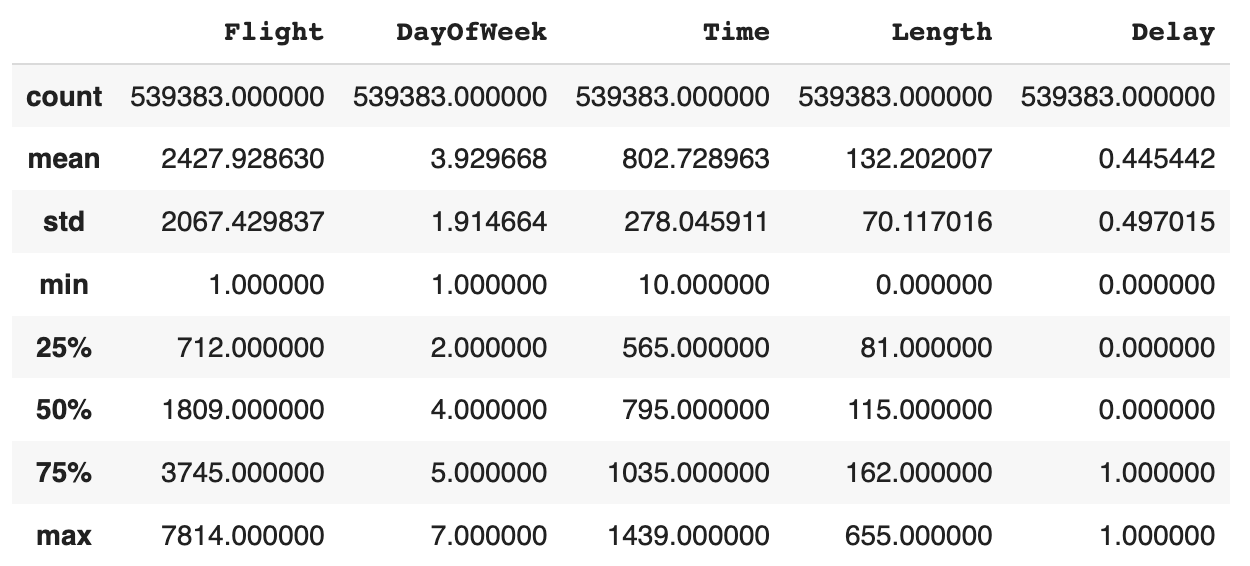 Flight DayOfWeek Time Length Delay
count 539383.000000 539383.000000 539383.000000 539383.000000 539383.000000
mean 2427.928630 3.929668 802.728963 132.202007 0.445442
std 2067.429837 1.914664 278.045911 70.117016 0.497015
min 1.000000 1.000000 10.000000 0.000000 0.000000
25% 712.000000 2.000000 565.000000 81.000000 0.000000
50% 1809.000000 4.000000 795.000000 115.000000 0.000000
75% 3745.000000 5.000000 1035.000000 162.000000 1.000000
max 7814.000000 7.000000 1439.000000 655.000000 1.000000